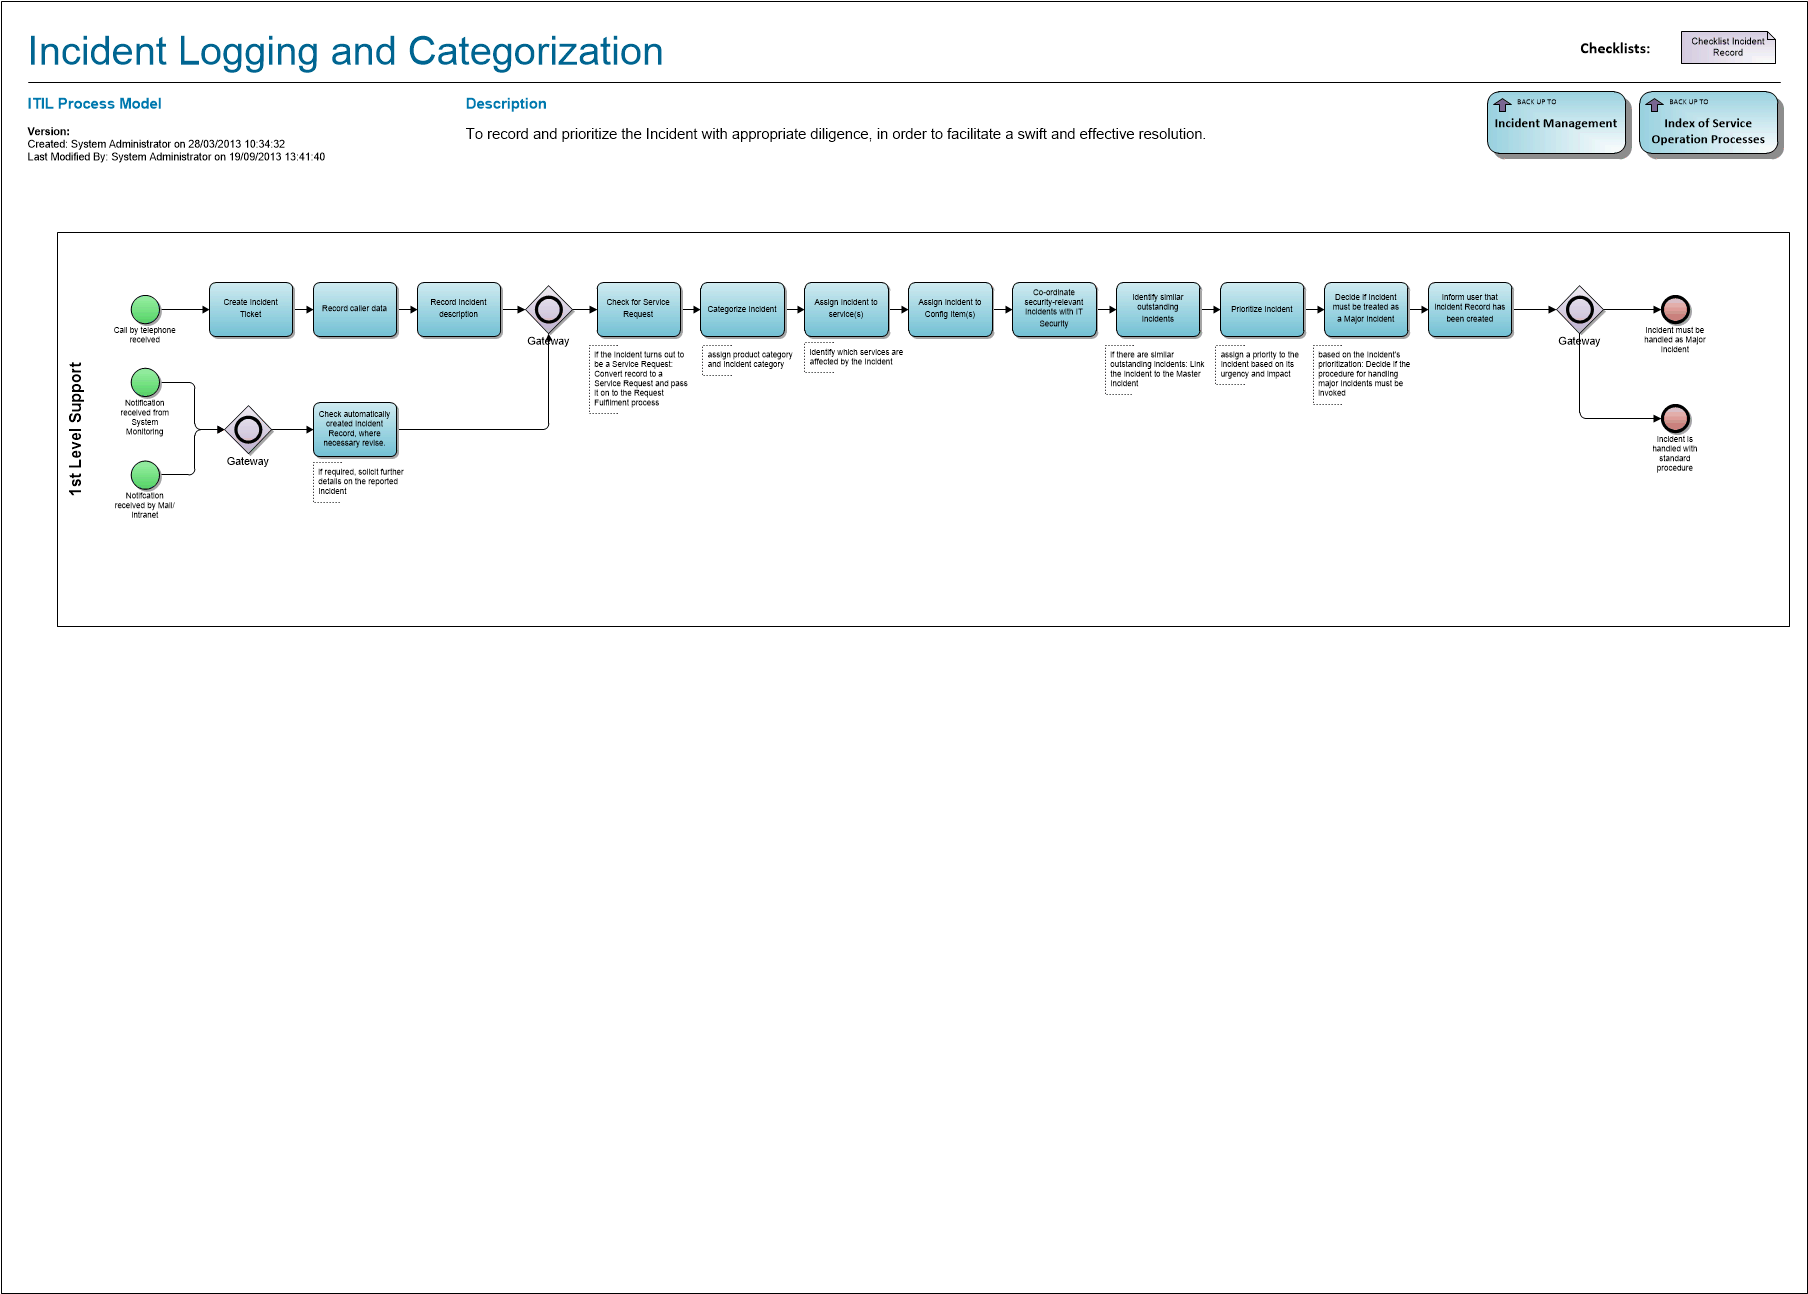 Incident Logging and Categorization
Checklists:
Checklist Incident
Record
ITIL Process Model
Version:
Created: System Administrator on 28/03/2013 10:34:32
Last Modified By: System Administrator on 19/09/2013 13:41:40
Description
To record and prioritize the Incident with appropriate diligence, in order to facilitate a swift and effective resolution.
BACK UP TO
Incident Management
BACK UP TO
Index of Service
Operation Processes
1st Level Support
Call by telephone
received
Create Incident
Ticket
Record caller data
Record Incident
description
Gateway
Check for Service
Request
If the Incident turns out to
be a Service Request:
Convert record to a
Service Request and pass
it on to the Request
Fulfilment process
Categorize Incident
assign product category
and incident category
Assign Incident to
service(s)
Identify which services are
affected by the Incident
Assign Incident to
Config Item(s)
Co-ordinate
security-relevant
Incidents with IT
Security
Identify similar
outstanding
Incidents
If there are similar
outstanding Incidents: Link
the Incident to the Master
Incident
Prioritize Incident
assign a priority to the
Incident based on its
urgency and impact
Decide if Incident
must be treated as
a Major Incident
based on the Incident's
prioritization: Decide if the
procedure for handling
major incidents must be
invoked
Inform user that
Incident Record has
been created
Gateway
Incident must be
handled as Major
Incident
Incident is
handled with
standard
procedure
Notification
received from
System
Monitoring
Notifcation
received by Mail/
Intranet
Gateway
Check automatically
created Incident
Record, where
necessary revise.
If required, solicit further
details on the reported
Incident